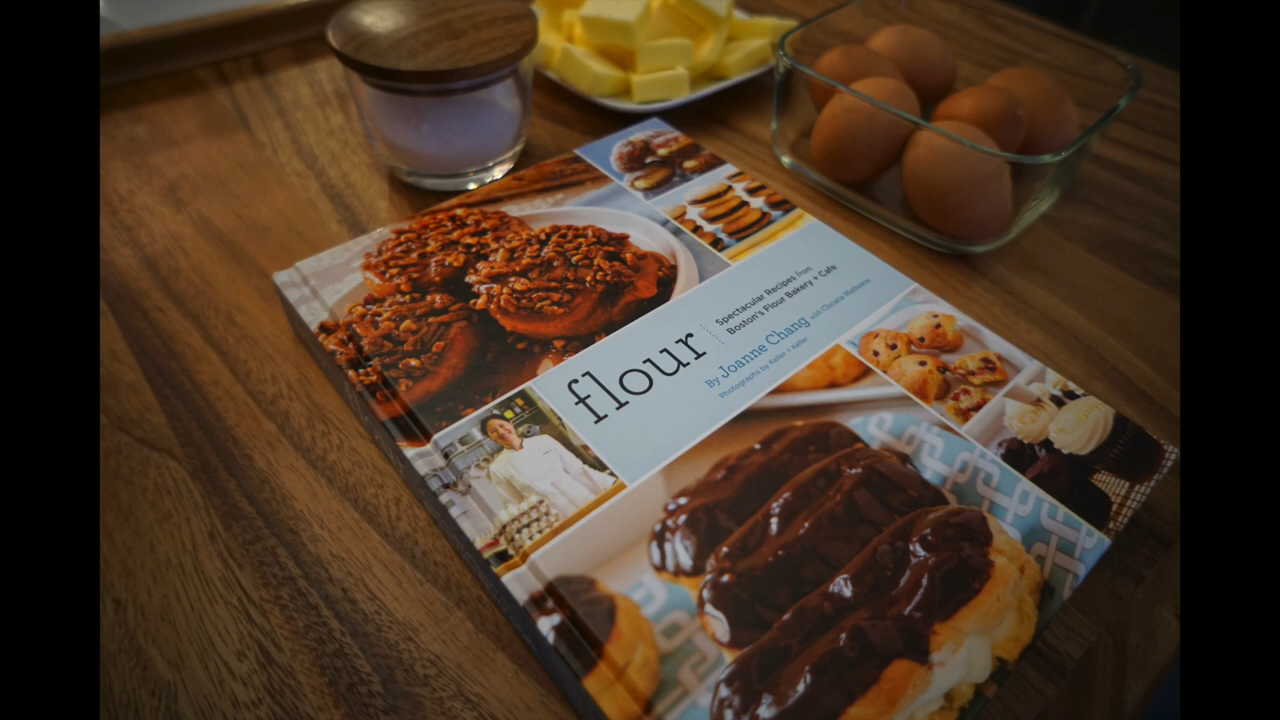 flour
Spectacular Recipes from
Boston's Flour Bakery + Cafe
By Joanne Chang with Christie Matheson
Photographs by Keller + Keller